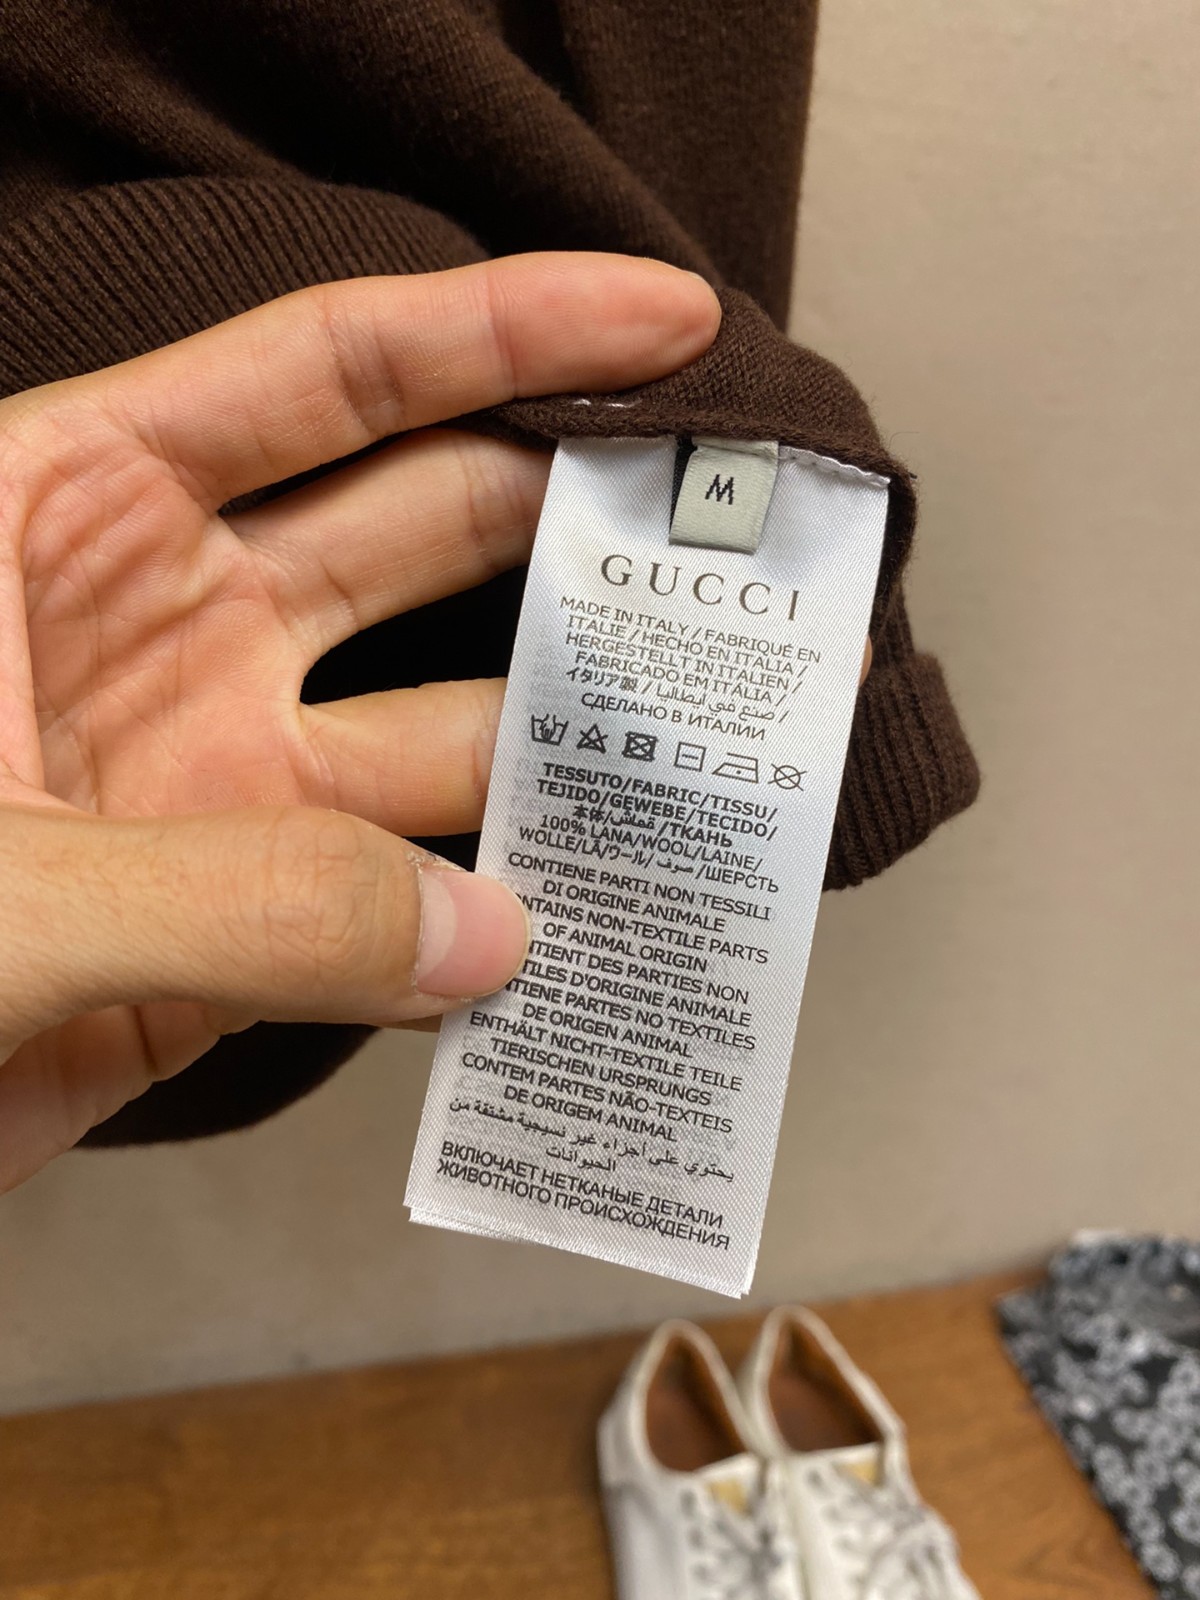 M
GUCCI
MADE IN ITALY / FABRIQUÉ EN
ITALIE / HECHO EN ITALIA /
HERGESTELLT IN ITALIEN /
FABRICADO EM ITÁLIA /
イタリア製 / صنع في ايطاليا /
СДЕЛАНО В ИТАЛИИ
TESSUTO/FABRIC/TISSU/
TEJIDO/GEWEBE/TECIDO/
本体/قماش/ТКАНЬ
100% LANA/WOOL/LAINE/
WOLLE/LÃ/ウール/صوف/ШЕРСТЬ
CONTIENE PARTI NON TESSILI
DI ORIGINE ANIMALE
NTAINS NON-TEXTILE PARTS
OF ANIMAL ORIGIN
TIENT DES PARTIES NON
TILES D'ORIGINE ANIMALE
TIENE PARTES NO TEXTILES
DE ORIGEN ANIMAL
ENTHÄLT NICHT-TEXTILE TEILE
TIERISCHEN URSPRUNGS
CONTEM PARTES NÃO-TEXTEIS
DE ORIGEM ANIMAL
يحتوي على أجزاء غير نسيجية مشتقة من
الحيوانات
ВКЛЮЧАЕТ НЕТКАНЫЕ ДЕТАЛИ
ЖИВОТНОГО ПРОИСХОЖДЕНИЯ